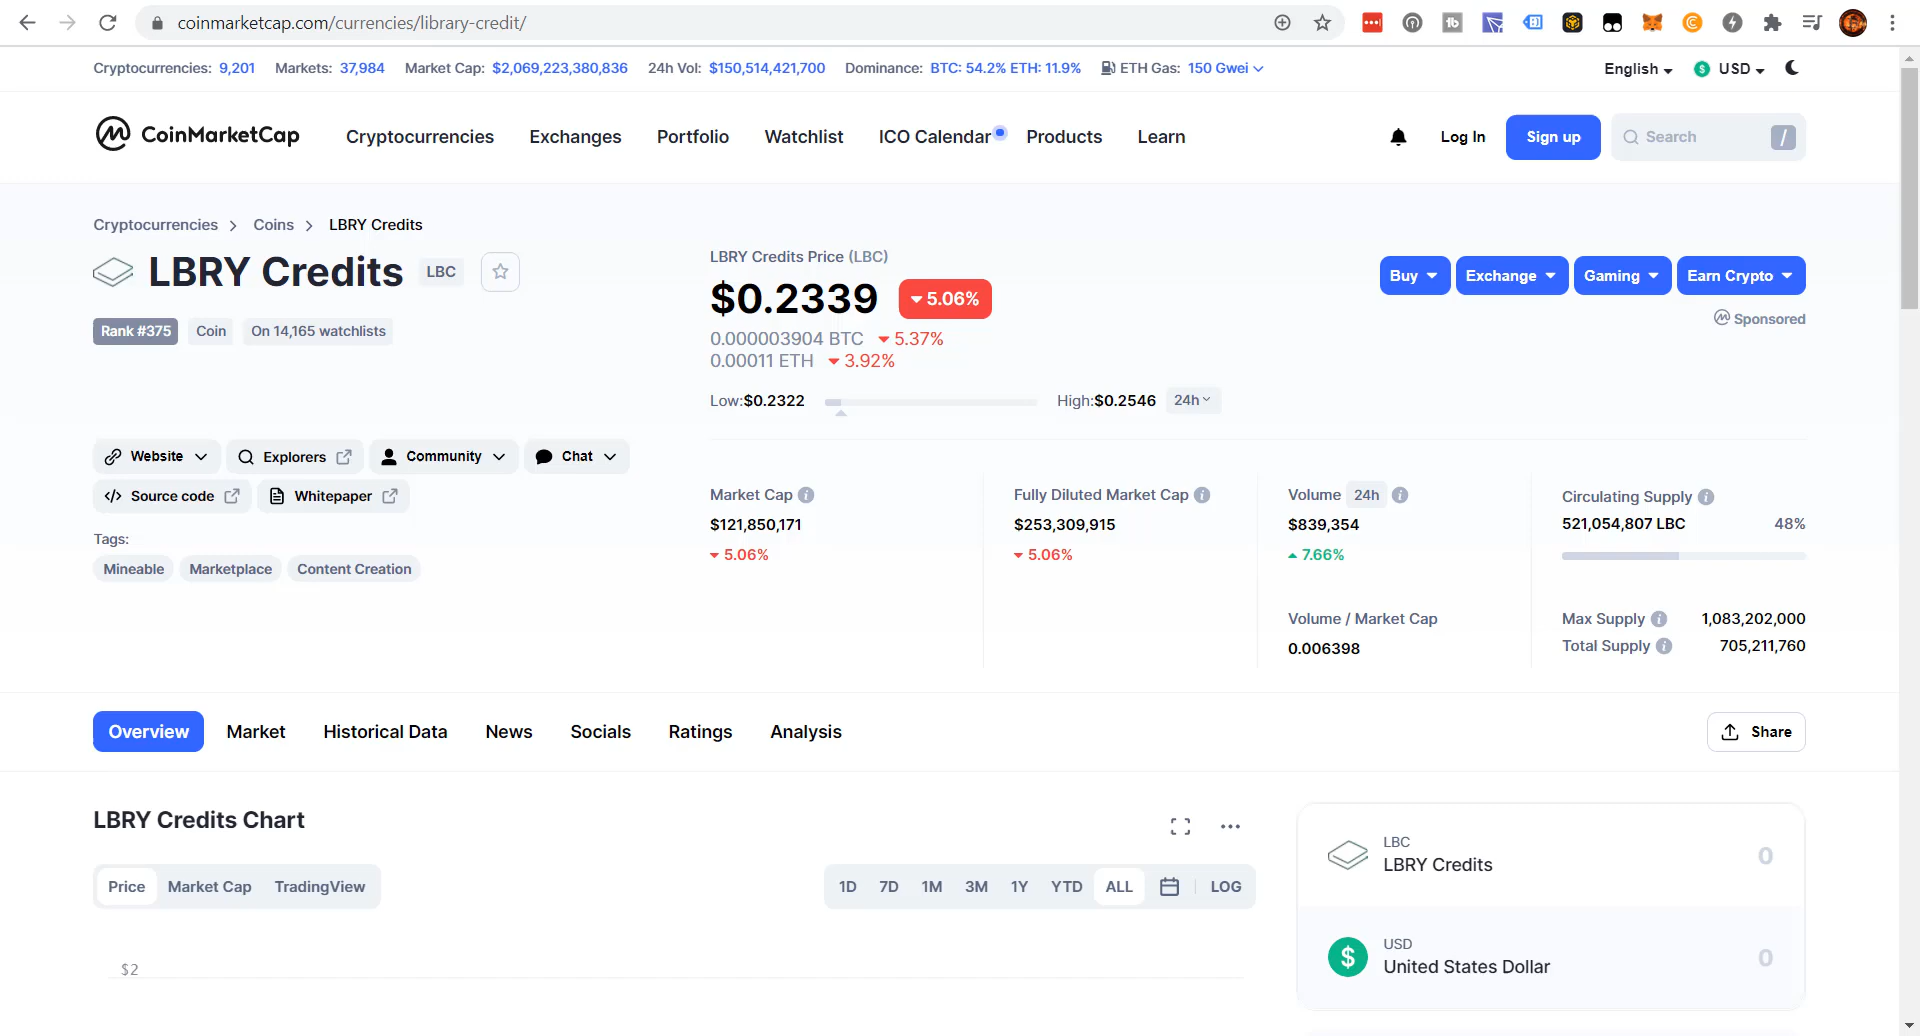 coinmarketcap.com/currencies/library-credit/
Cryptocurrencies: 9,201 Markets: 37,984 Market Cap: $2,069,223,380,836 24h Vol: $150,514,421,700 Dominance: BTC: 54.2% ETH: 11.9% ETH Gas: 150 Gwei English USD
CoinMarketCap Cryptocurrencies Exchanges Portfolio Watchlist ICO Calendar Products Learn Log In Sign up Search /
Cryptocurrencies > Coins > LBRY Credits
LBRY Credits LBC
Rank #375 Coin On 14,165 watchlists
LBRY Credits Price (LBC)
$0.2339 5.06%
0.000003904 BTC 5.37%
0.00011 ETH 3.92%
Low:$0.2322 High:$0.2546 24h
Buy Exchange Gaming Earn Crypto
Sponsored
Website Explorers Community Chat
Source code Whitepaper
Tags:
Mineable Marketplace Content Creation
Market Cap
$121,850,171
5.06%
Fully Diluted Market Cap
$253,309,915
5.06%
Volume 24h
$839,354
7.66%
Volume / Market Cap
0.006398
Circulating Supply
521,054,807 LBC 48%
Max Supply 1,083,202,000
Total Supply 705,211,760
Overview Market Historical Data News Socials Ratings Analysis Share
LBRY Credits Chart
Price Market Cap TradingView 1D 7D 1M 3M 1Y YTD ALL LOG
$2
LBC
LBRY Credits 0
$ USD
United States Dollar 0